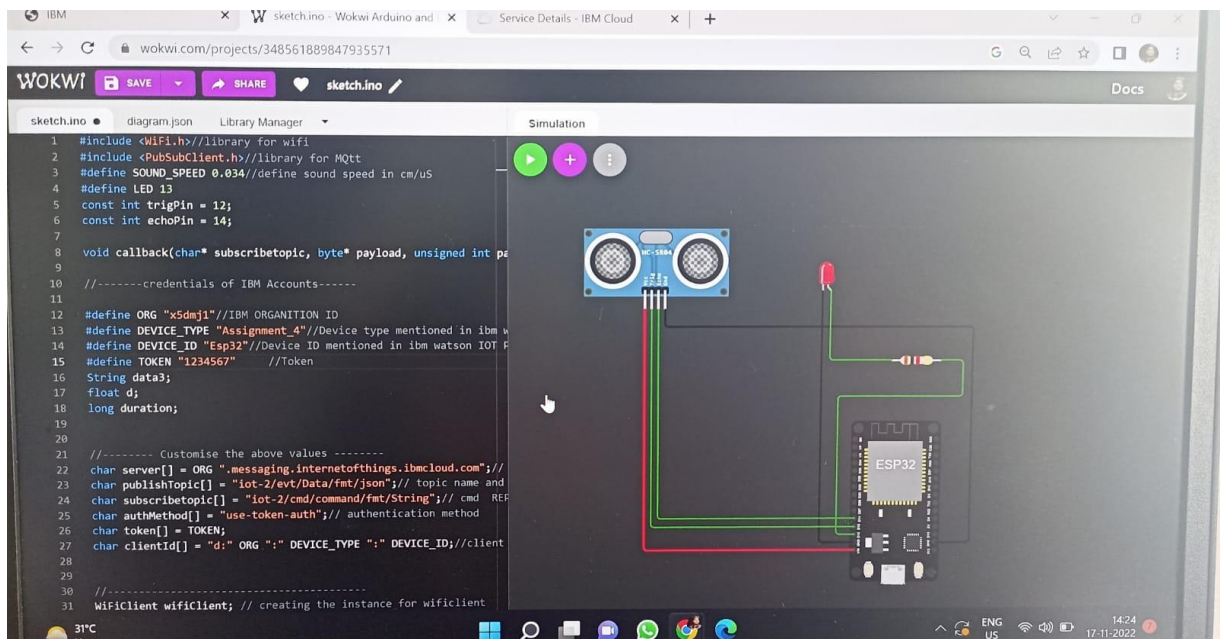 IBM
sketch.ino - Wokwi Arduino and
Service Details - IBM Cloud
wokwi.com/projects/348561889847935571
WOKWI
SAVE
SHARE
sketch.ino
Docs
sketch.ino
diagram.json
Library Manager
Simulation
1 #include <WiFi.h>//library for wifi
2 #include <PubSubClient.h>//library for MQtt
3 #define SOUND_SPEED 0.034//define sound speed in cm/uS
4 #define LED 13
5 const int trigPin = 12;
6 const int echoPin = 14;
7
8 void callback(char* subscribetopic, byte* payload, unsigned int pa
9
10 //-------credentials of IBM Accounts------
11
12 #define ORG "x5dmj1"//IBM ORGANITION ID
13 #define DEVICE_TYPE "Assignment_4"//Device type mentioned in ibm w
14 #define DEVICE_ID "Esp32"//Device ID mentioned in ibm watson IOT P
15 #define TOKEN "1234567" //Token
16 String data3;
17 float d;
18 long duration;
19
20
21 //-------- Customise the above values --------
22 char server[] = ORG ".messaging.internetofthings.ibmcloud.com";//
23 char publishTopic[] = "iot-2/evt/Data/fmt/json";// topic name and
24 char subscribetopic[] = "iot-2/cmd/command/fmt/String";// cmd REP
25 char authMethod[] = "use-token-auth";// authentication method
26 char token[] = TOKEN;
27 char clientId[] = "d:" ORG ":" DEVICE_TYPE ":" DEVICE_ID;//client
28
29
30 //-----------------------------------------
31 WiFiClient wifiClient; // creating the instance for wificlient
HC-SR04
ESP32
31°C
ENG
US
14:24
17-11-2022